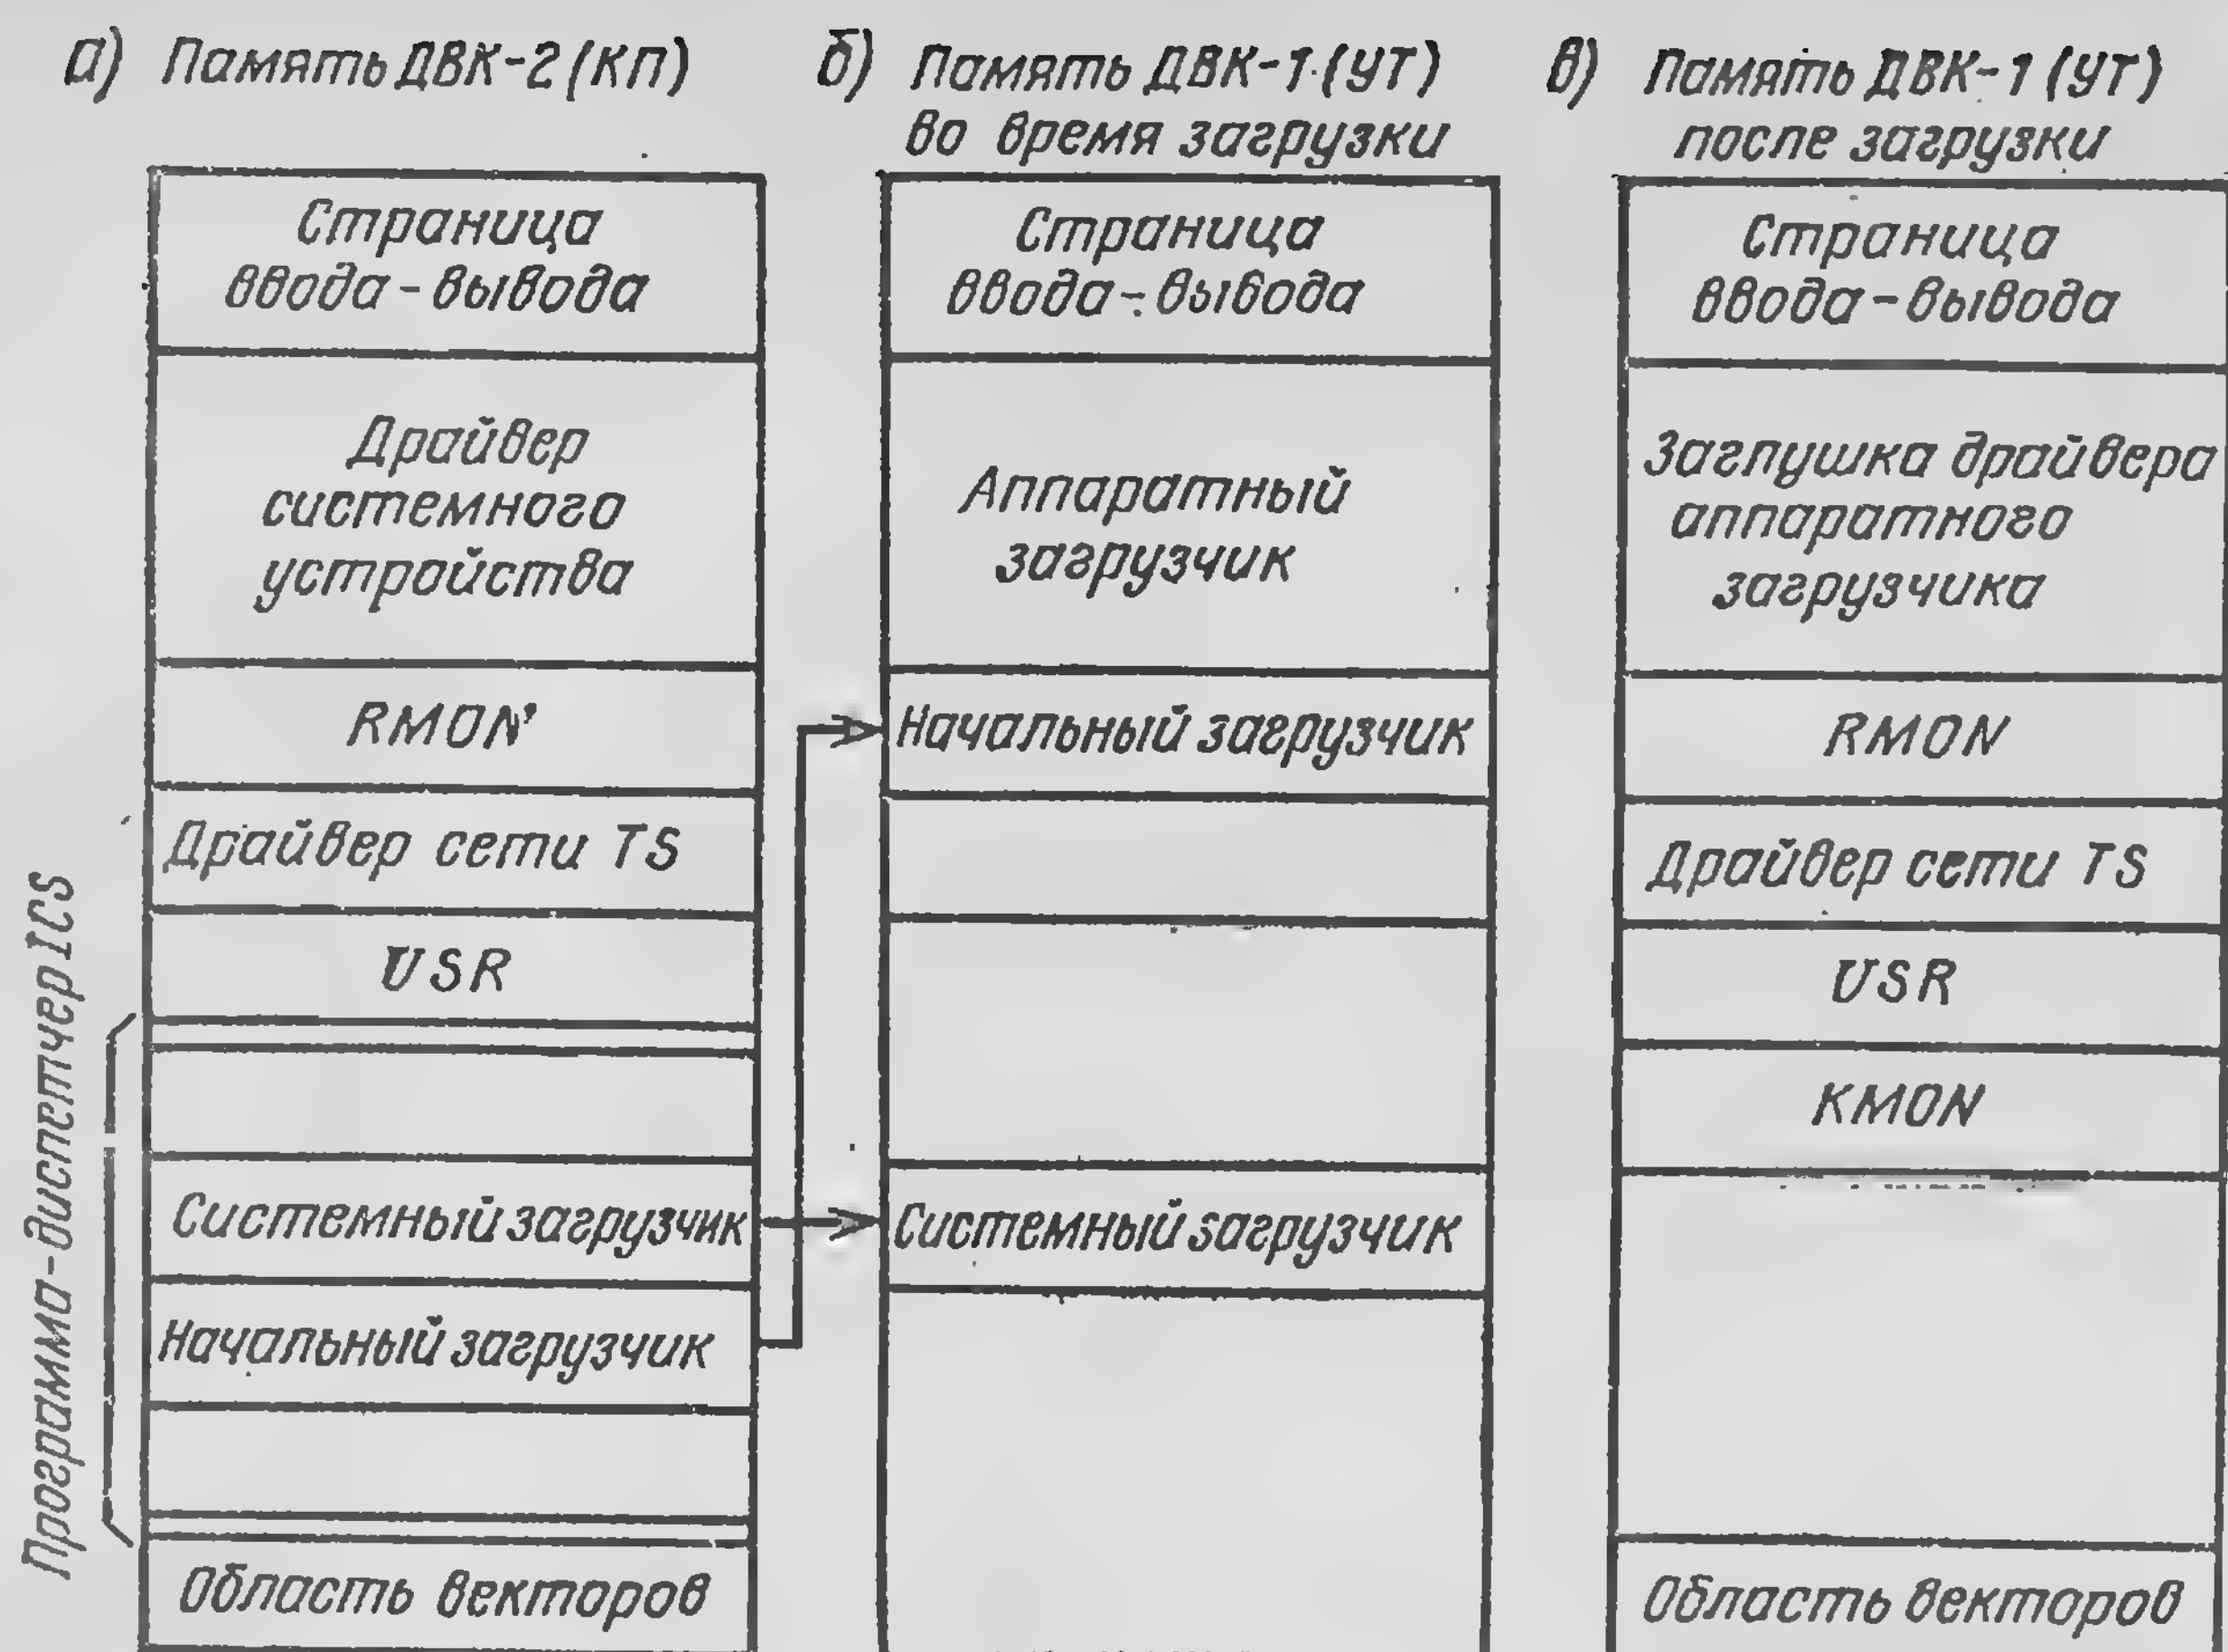 а) Память ДВК-2 (КП)
Страница
ввода-вывода
Драйвер
системного
устройства
RMON
Драйвер сети TS
USR
Системный загрузчик
Начальный загрузчик
Область векторов
Программа-диспетчер ICS
б) Память ДВК-1 (УТ)
во время загрузки
Страница
ввода-вывода
Аппаратный
загрузчик
Начальный загрузчик
Системный загрузчик
в) Память ДВК-1 (УТ)
после загрузки
Страница
ввода-вывода
Заглушка драйвера
аппаратного
загрузчика
RMON
Драйвер сети TS
USR
KMON
Область векторов